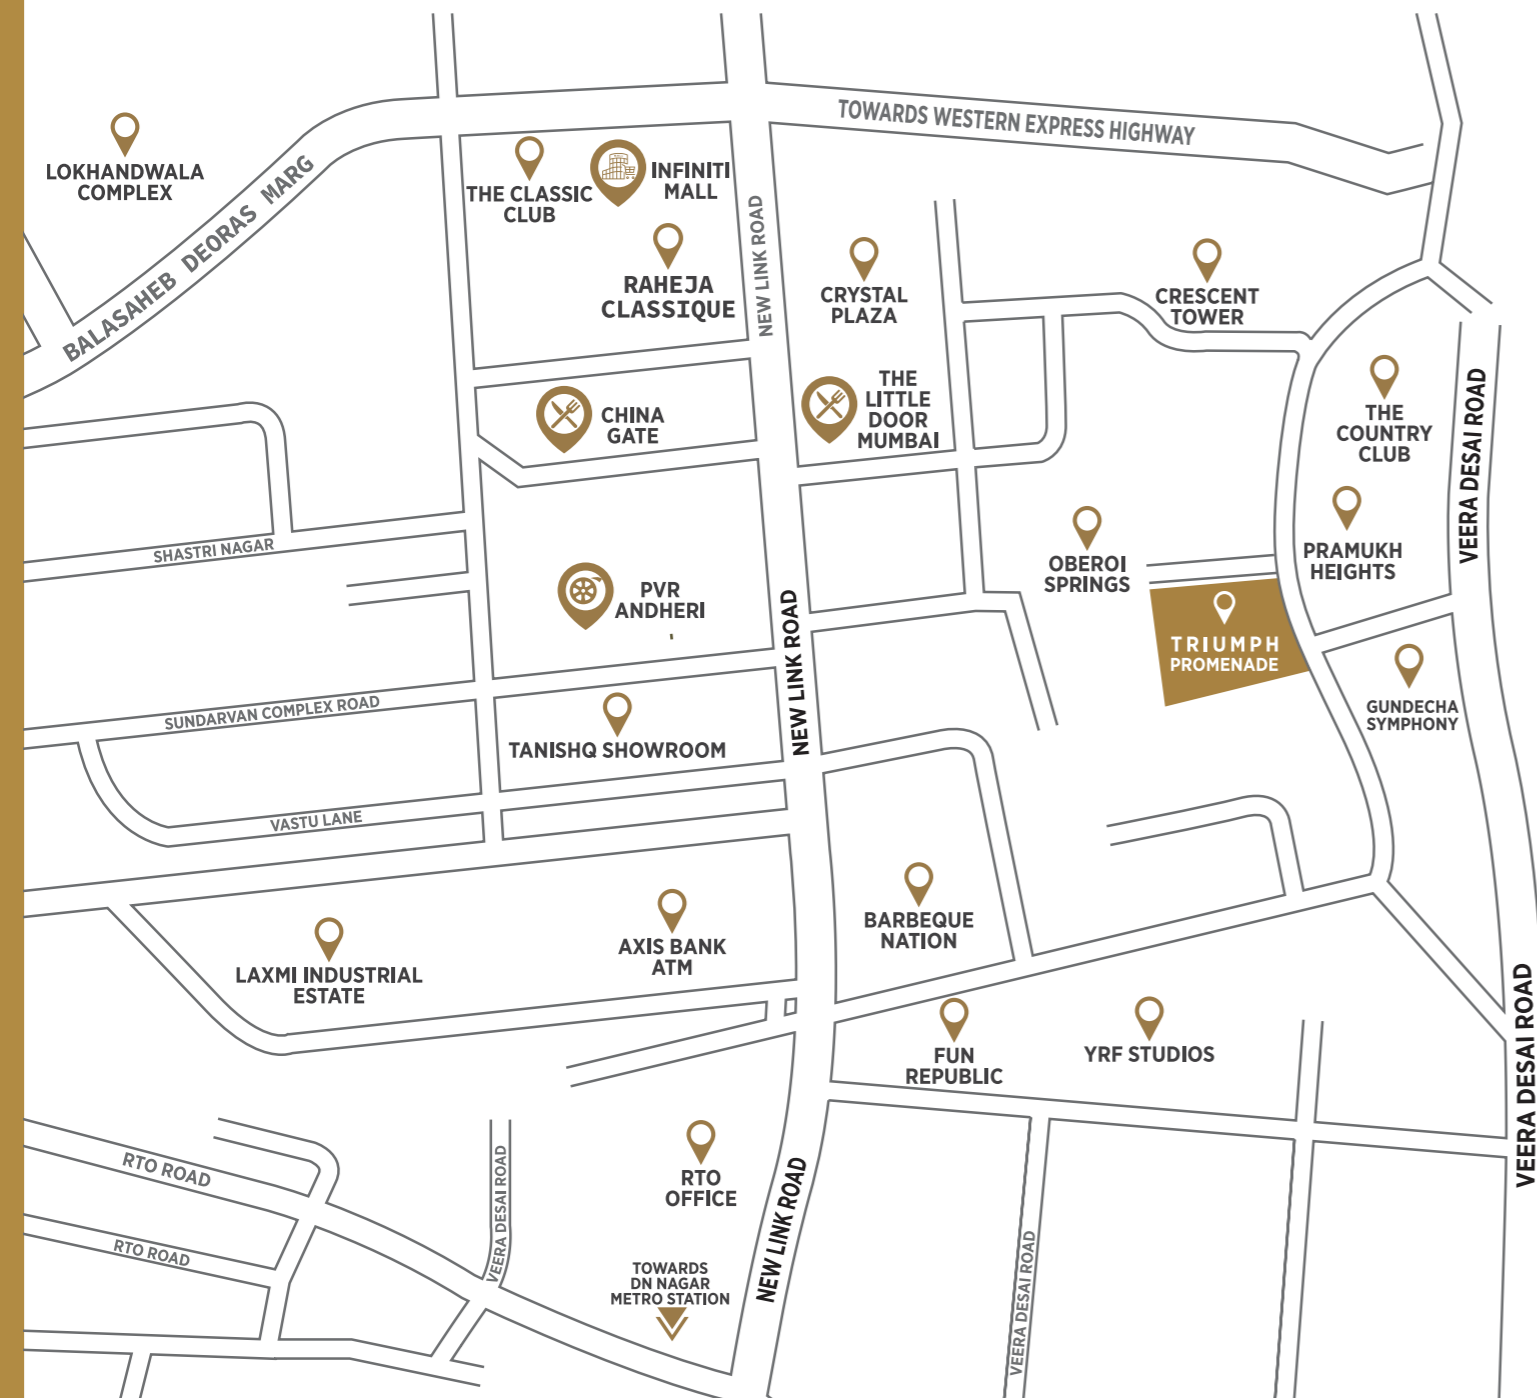 TOWARDS WESTERN EXPRESS HIGHWAY
LOKHANDWALA
COMPLEX
BALASAHEB DEORAS MARG
THE CLASSIC
CLUB
INFINITI
MALL
RAHEJA
CLASSIQUE
NEW LINK ROAD
CRYSTAL
PLAZA
CRESCENT
TOWER
CHINA
GATE
THE
LITTLE
DOOR
MUMBAI
THE
COUNTRY
CLUB
VEERA DESAI ROAD
SHASTRI NAGAR
OBEROI
SPRINGS
PRAMUKH
HEIGHTS
PVR
ANDHERI
NEW LINK ROAD
TRIUMPH
PROMENADE
GUNDECHA
SYMPHONY
SUNDARVAN COMPLEX ROAD
TANISHQ SHOWROOM
VASTU LANE
LAXMI INDUSTRIAL
ESTATE
AXIS BANK
ATM
BARBEQUE
NATION
FUN
REPUBLIC
YRF STUDIOS
VEERA DESAI ROAD
RTO ROAD
RTO ROAD
VEERA DESAI ROAD
RTO
OFFICE
NEW LINK ROAD
TOWARDS
DN NAGAR
METRO STATION
VEERA DESAI ROAD